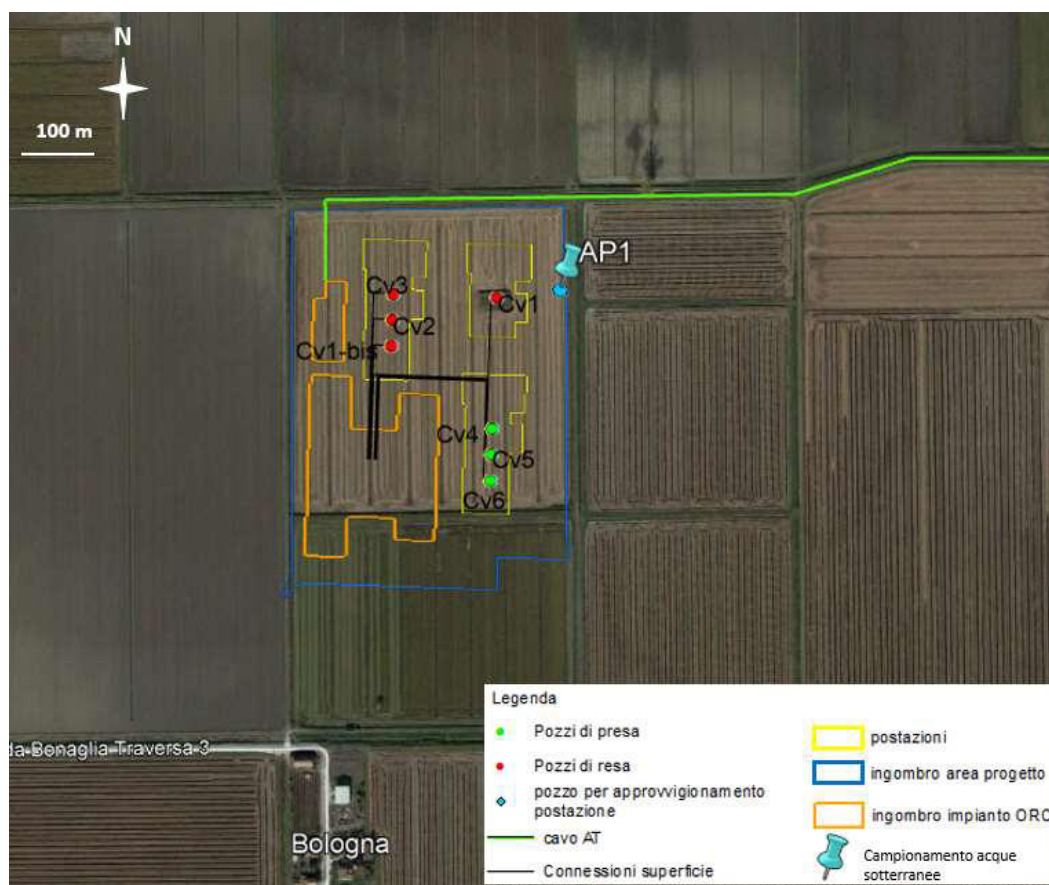 N
100 m
AP1
Cv3
Cv1
Cv2
Cv1-bis
Cv4
Cv5
Cv6
da Bonaglia Traversa 3
Bologna
Legenda
Pozzi di presa
Pozzi di resa
pozzo per approvvigionamento
postazione
cavo AT
Connessioni superficie
postazioni
ingombro area progetto
ingombro impianto ORC
Campionamento acque
sotterranee